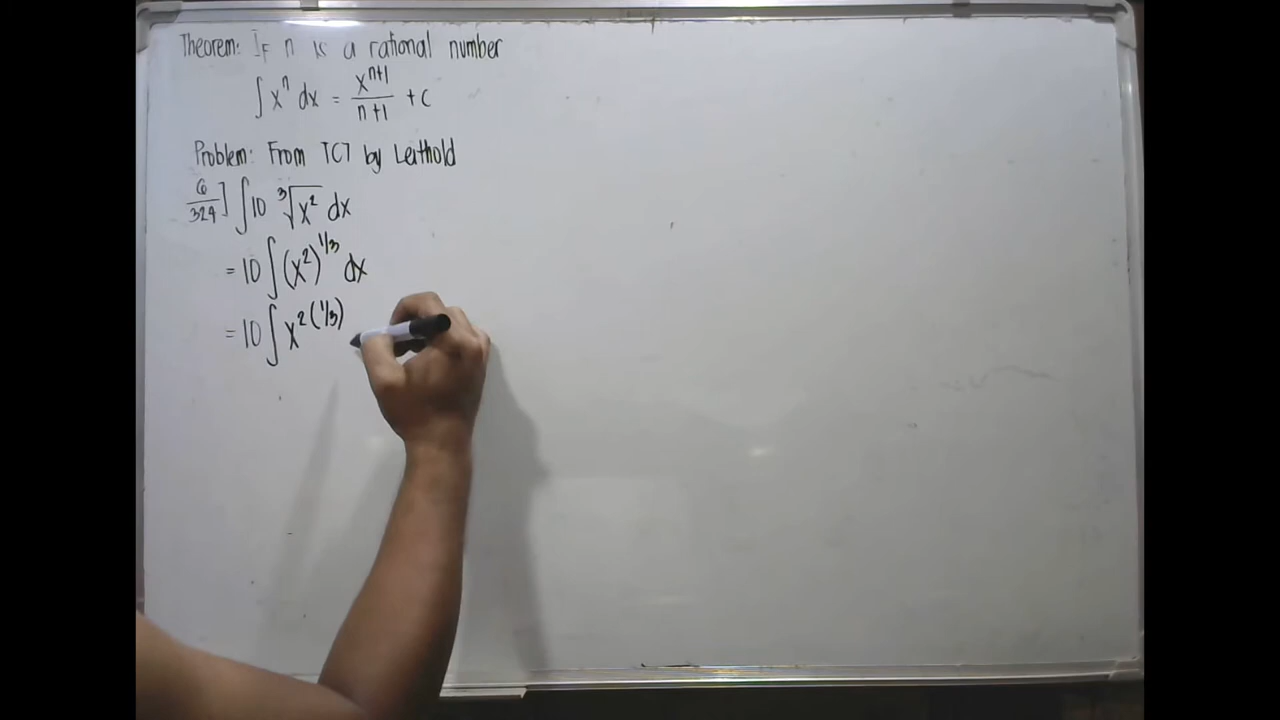 Theorem: If n is a rational number
∫ xⁿ dx = xⁿ⁺¹/n+1 + c
Problem: From TC7 by Leithold
6/324] ∫ 10 ³√x² dx
= 10 ∫ (x²)^1/3 dx
= 10 ∫ x^2(1/3)